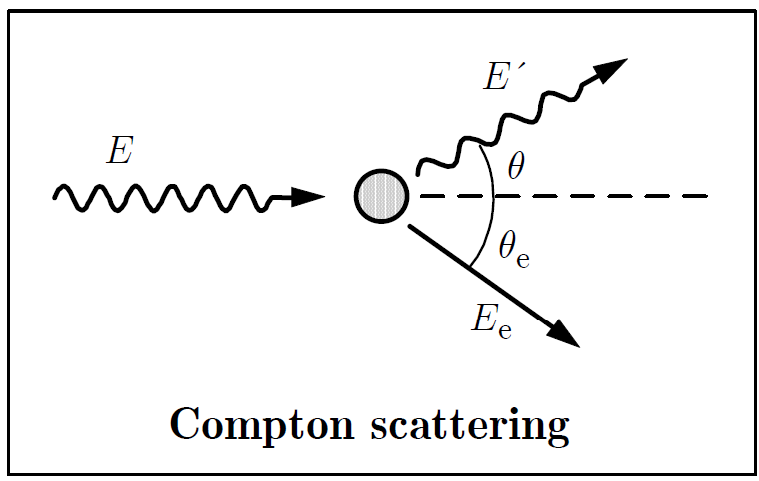 E´
E
θ
θe
Ee
Compton scattering